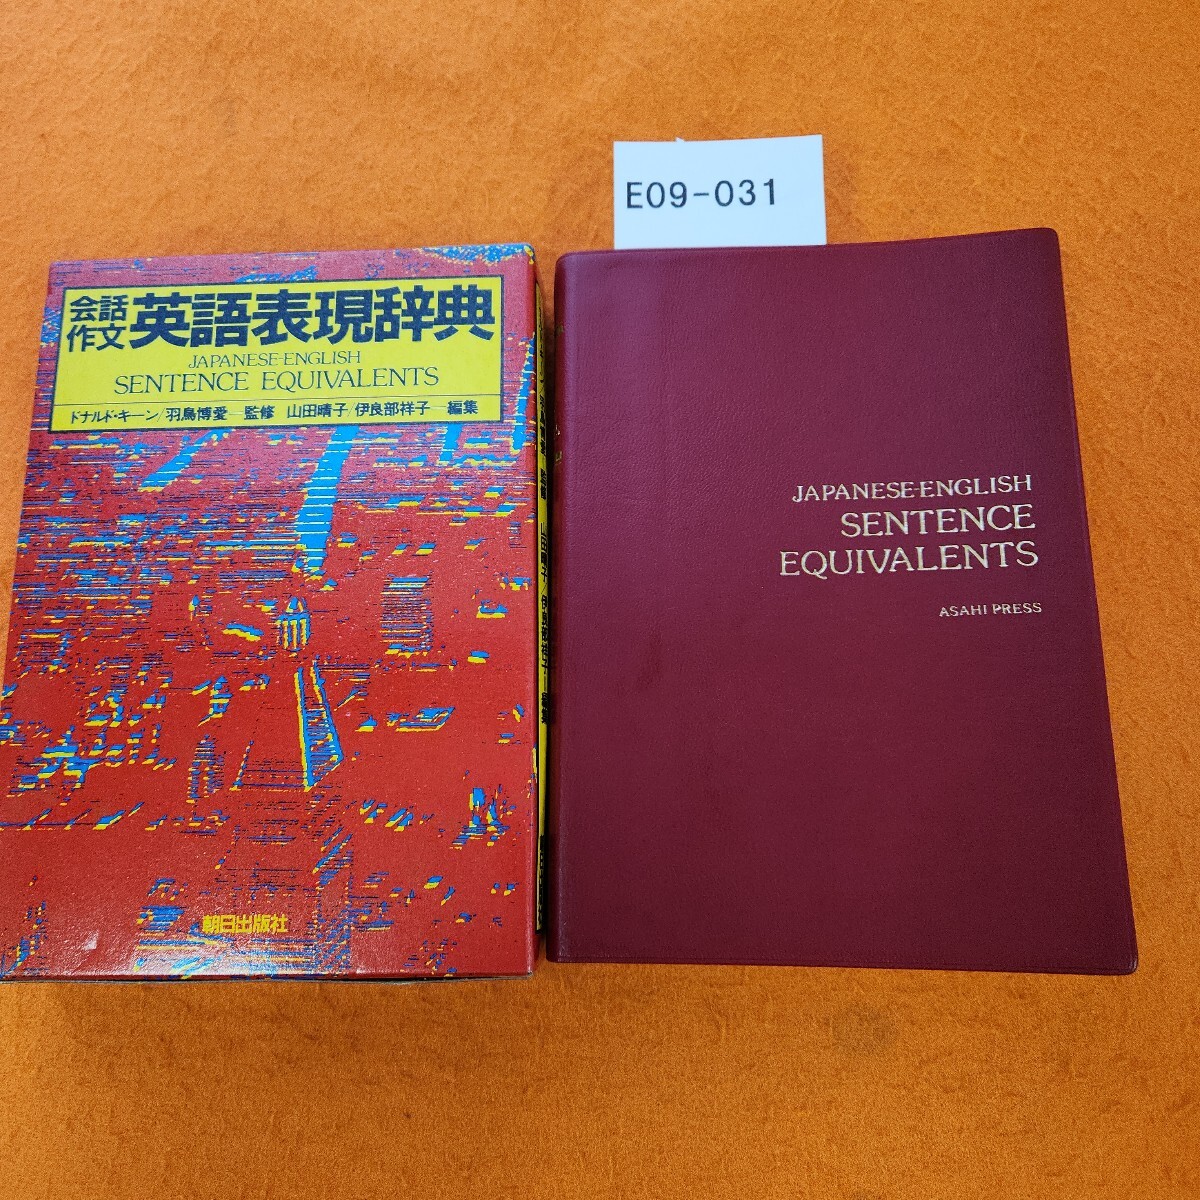 E09-031
会話
作文
英語表現辞典
JAPANESE-ENGLISH
SENTENCE EQUIVALENTS
ドナルド・キーン/羽鳥博愛―監修 山田晴子/伊良部祥子―編集
朝日出版社
JAPANESE-ENGLISH
SENTENCE
EQUIVALENTS
ASAHI PRESS